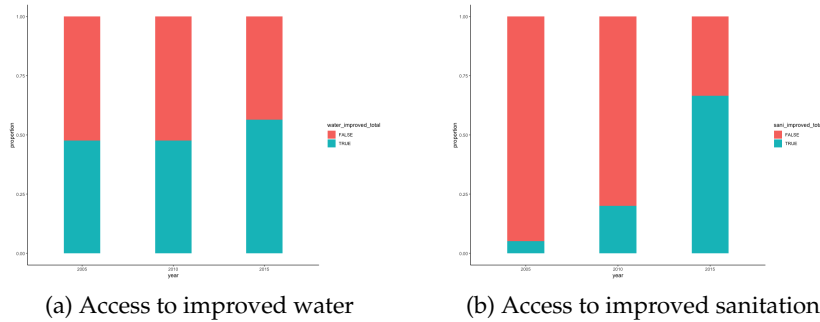 1.00
0.75
0.50
0.25
0.00
proportion
2005
2010
2015
year
water_improved_total
FALSE
TRUE
(a) Access to improved water
1.00
0.75
0.50
0.25
0.00
proportion
2005
2010
2015
year
sani_improved_tot
FALSE
TRUE
(b) Access to improved sanitation